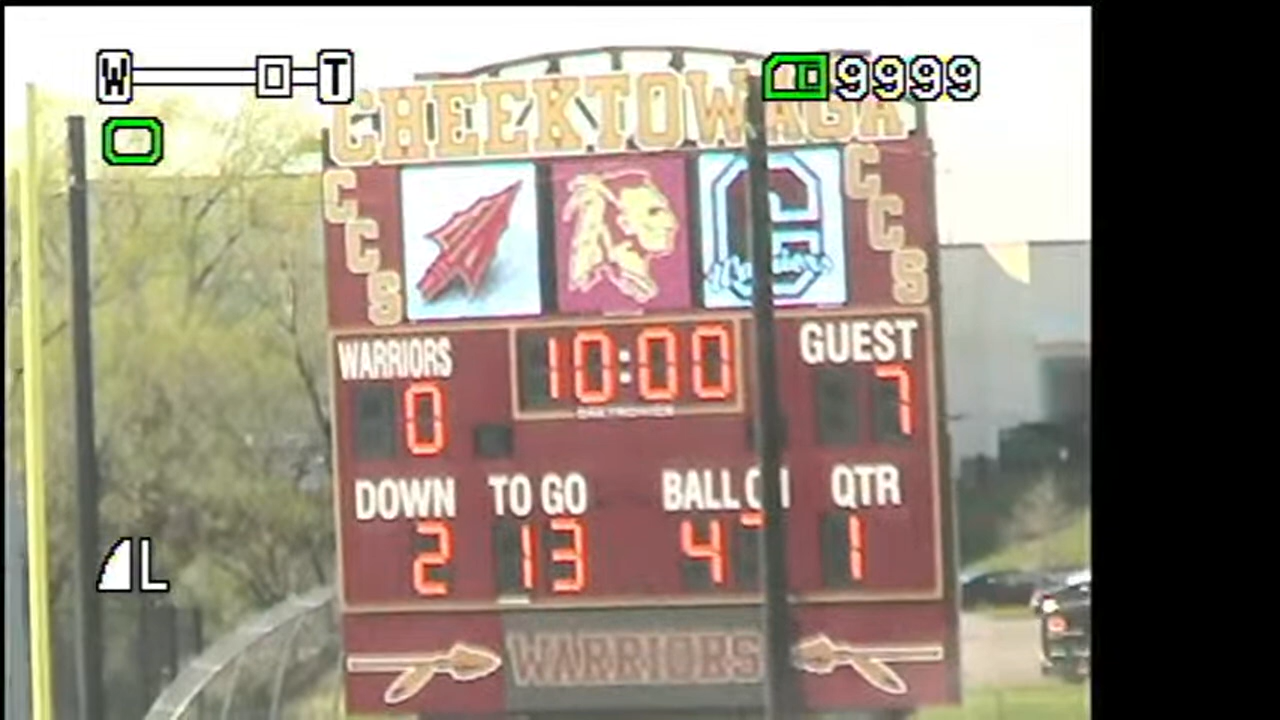 W T 9999
CHEEKTOWAGA
CCS
CCS
C
Warriors
WARRIORS 10:00 GUEST
0 7
DAKTRONICS
DOWN TO GO BALL ON QTR
2 13 4 1
L
WARRIORS